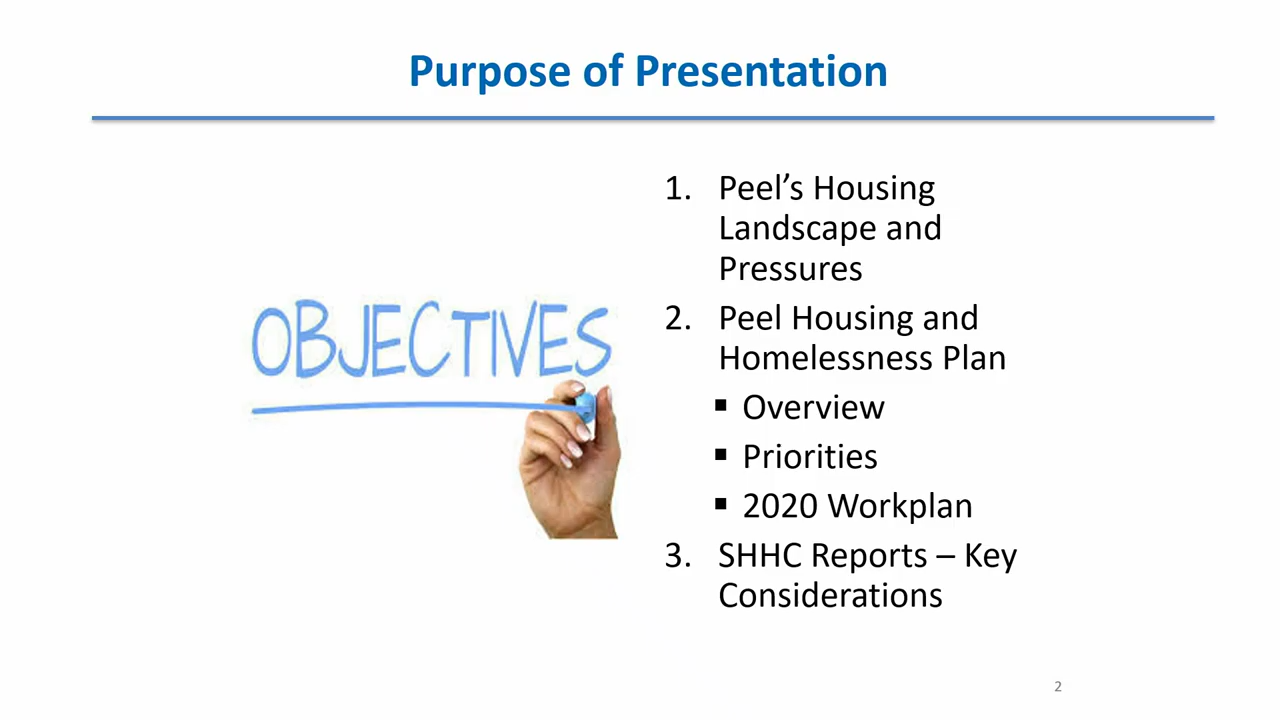 Purpose of Presentation
OBJECTIVES
1. Peel’s Housing
Landscape and
Pressures
2. Peel Housing and
Homelessness Plan
▪ Overview
▪ Priorities
▪ 2020 Workplan
3. SHHC Reports – Key
Considerations
2